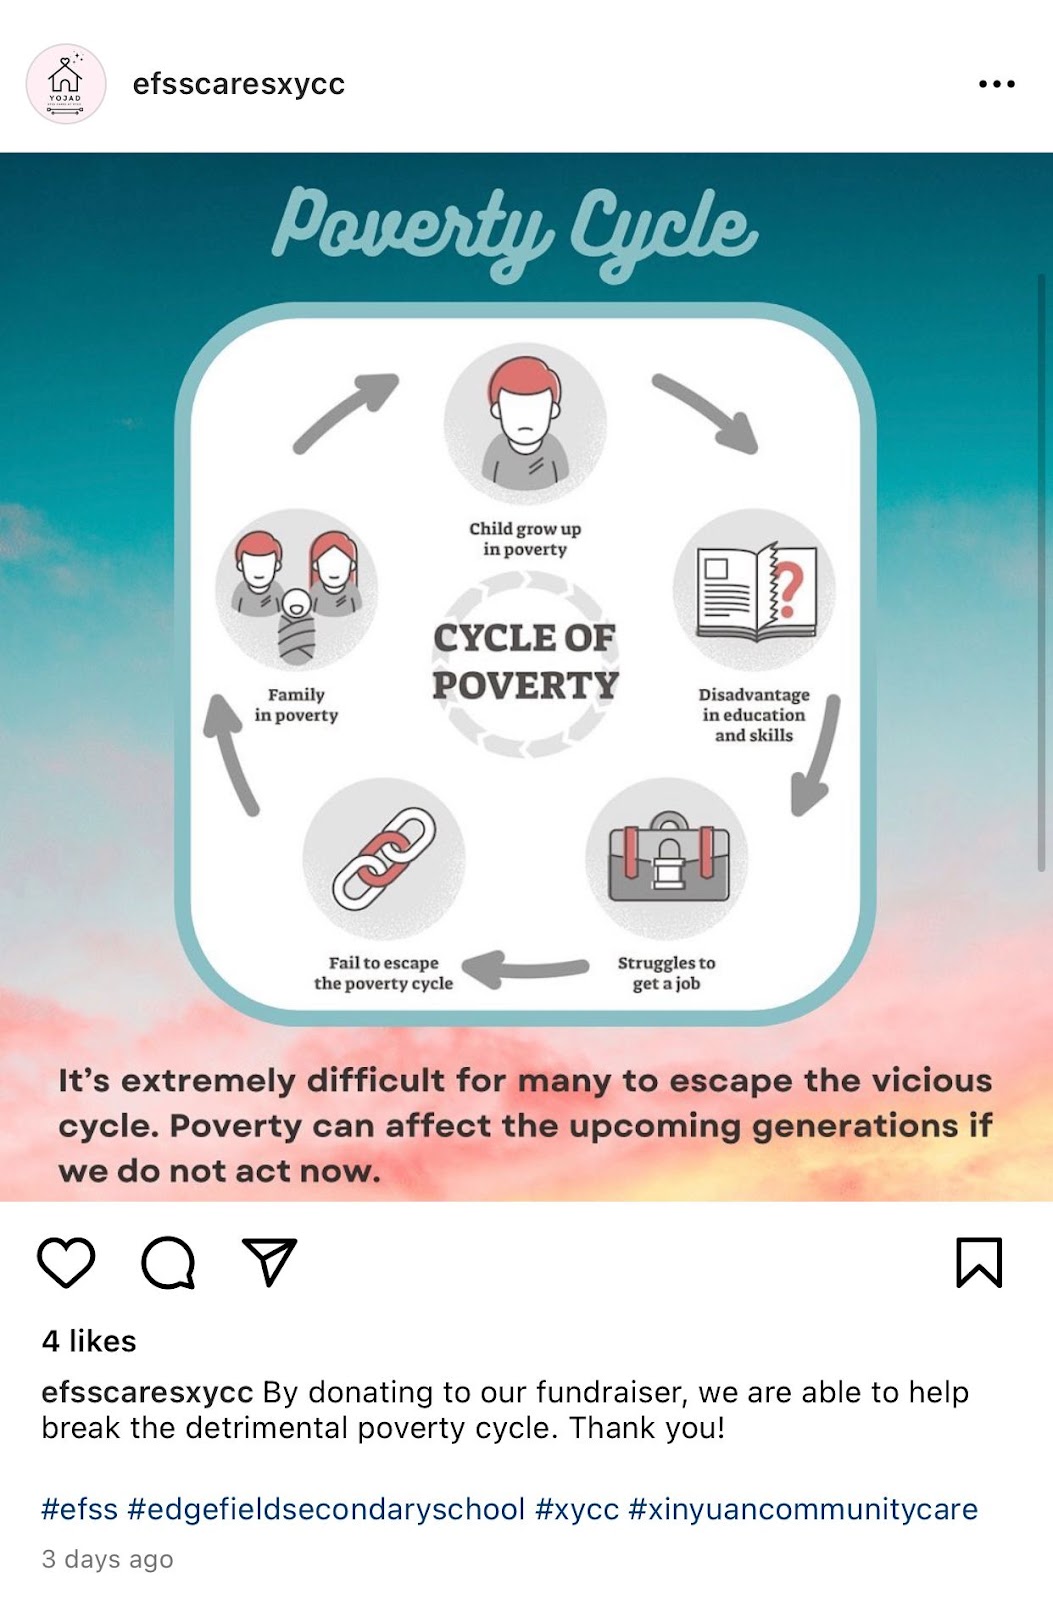 YOJAD
efsscaresxycc
Poverty Cycle
Child grow up
in poverty
CYCLE OF
POVERTY
Family
in poverty
Disadvantage
in education
and skills
Fail to escape
the poverty cycle
Struggles to
get a job
It's extremely difficult for many to escape the vicious
cycle. Poverty can affect the upcoming generations if
we do not act now.
4 likes
efsscaresxycc By donating to our fundraiser, we are able to help
break the detrimental poverty cycle. Thank you!
#efss #edgefieldsecondaryschool #xycc #xinyuancommunitycare
3 days ago